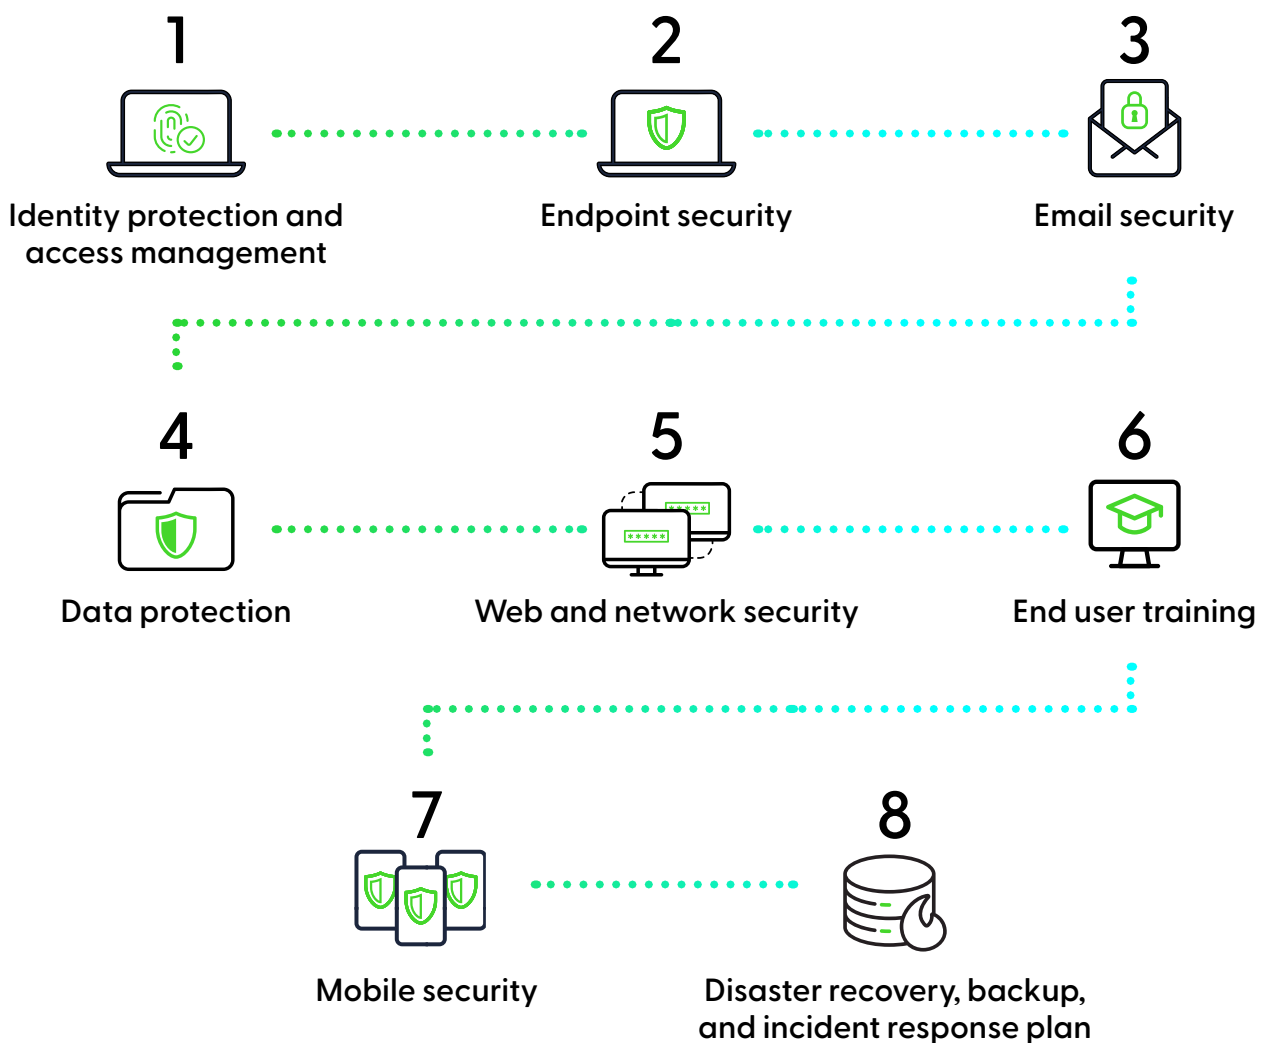 1
2
3
Identity protection and
access management
Endpoint security
Email security
4
5
6
*****
*****
Data protection
Web and network security
End user training
7
8
Mobile security
Disaster recovery, backup,
and incident response plan